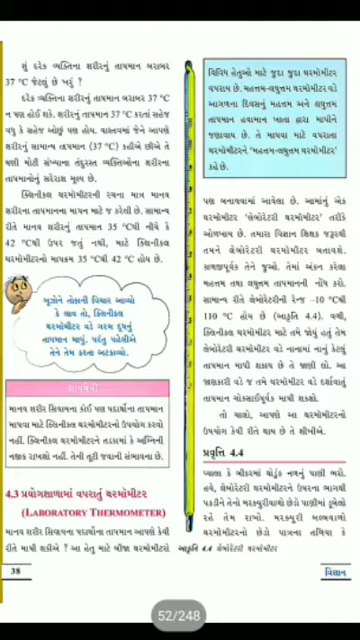 શું દરેક વ્યક્તિના શરીરનું તાપમાન બરાબર
37 °C જેટલું છે ખરું ?
દરેક વ્યક્તિના શરીરનું તાપમાન બરાબર 37 °C
ન પણ હોઈ શકે. શરીરનું તાપમાન 37 °C કરતાં સહેજ
વધુ કે સહેજ ઓછું પણ હોય. વાસ્તવમાં જેને આપણે
શરીરનું સામાન્ય તાપમાન (37 °C) કહીએ છીએ તે
ઘણી મોટી સંખ્યાના તંદુરસ્ત વ્યક્તિઓના શરીરના
તાપમાનોનું સરેરાશ મૂલ્ય છે.
ક્લિનીકલ થરમોમીટરની રચના માત્ર માનવ
શરીરના તાપમાનના માપન માટે જ કરેલી છે. સામાન્ય
રીતે માનવ શરીરનું તાપમાન 35 °Cથી નીચે કે
42 °Cથી ઉપર જતું નથી, માટે ક્લિનીકલ
થરમોમીટરનો માપક્રમ 35 °Cથી 42 °C હોય છે.
બૂઝોને તોફાની વિચાર આવ્યો
કે લાવ તો, ક્લિનીકલ
થરમોમીટર વડે ગરમ દૂધનું
તાપમાન માપું. પરંતુ પહેલીએ
તેને તેમ કરતા અટકાવ્યો.
સાવચેતી
માનવ શરીર સિવાયના કોઈ પણ પદાર્થના તાપમાન
માપવા માટે ક્લિનીકલ થરમોમીટરનો ઉપયોગ કરવો
નહીં. ક્લિનીકલ થરમોમીટરને તડકામાં કે અગ્નિની
નજીક રાખશો નહીં. તેની તૂટી જવાની સંભાવના છે.
4.3 પ્રયોગશાળામાં વપરાતું થરમોમીટર
(LABORATORY THERMOMETER)
માનવ શરીર સિવાયના પદાર્થના તાપમાન આપણે કેવી
રીતે માપી શકીએ ? આ હેતુ માટે બીજા થરમોમીટરો
વિવિધ હેતુઓ માટે જુદા જુદા થરમોમીટર
વપરાય છે. મહત્તમ-લઘુત્તમ થરમોમીટર વડે
આગળના દિવસનું મહત્તમ અને લઘુત્તમ
તાપમાન હવામાન ખાતા દ્વારા માપીને
જણાવાય છે. તે માપવા માટે વપરાતા
થરમોમીટરને 'મહત્તમ-લઘુત્તમ થરમોમીટર'
કહે છે.
પણ બનાવવામાં આવેલા છે. આમાંનું એક
થરમોમીટર 'લેબોરેટરી થરમોમીટર' તરીકે
ઓળખાય છે. તમારા વિજ્ઞાન શિક્ષક જરૂરથી
તમને લેબોરેટરી થરમોમીટર બતાવશે.
કાળજીપૂર્વક તેને જુઓ. તેમાં અંકન કરેલા
મહત્તમ તથા લઘુત્તમ તાપમાનની નોંધ કરો.
સામાન્ય રીતે લેબોરેટરીની રેન્જ –10 °Cથી
110 °C હોય છે (આકૃતિ 4.4). વળી,
ક્લિનીકલ થરમોમીટર માટે તમે જોયું હતું તેમ
લેબોરેટરી થરમોમીટર વડે નાનામાં નાનું કેટલું
તાપમાન માપી શકાય છે તે જાણી લો. આ
જાણકારી વડે જ તમે થરમોમીટર વડે દર્શાવાતું
તાપમાન ચોક્સાઈપૂર્વક માપી શકશો.
તો ચાલો, આપણે આ થરમોમીટરનો
ઉપયોગ કેવી રીતે થાય છે તે શીખીએ.
પ્રવૃત્તિ 4.4
પ્યાલા કે બીકરમાં થોડુંક નળનું પાણી ભરો.
હવે, લેબોરેટરી થરમોમીટરને ઉપરના ભાગથી
પકડીને તેનો મરક્યુરીવાળો છેડો પાણીમાં ડૂબેલો
રહે તેમ રાખો. મરક્યુરી બલ્બવાળો
થરમોમીટરનો છેડો પાત્રના તળિયા કે
આકૃતિ 4.4 લેબોરેટરી થરમોમીટર
38
વિજ્ઞાન
52/248